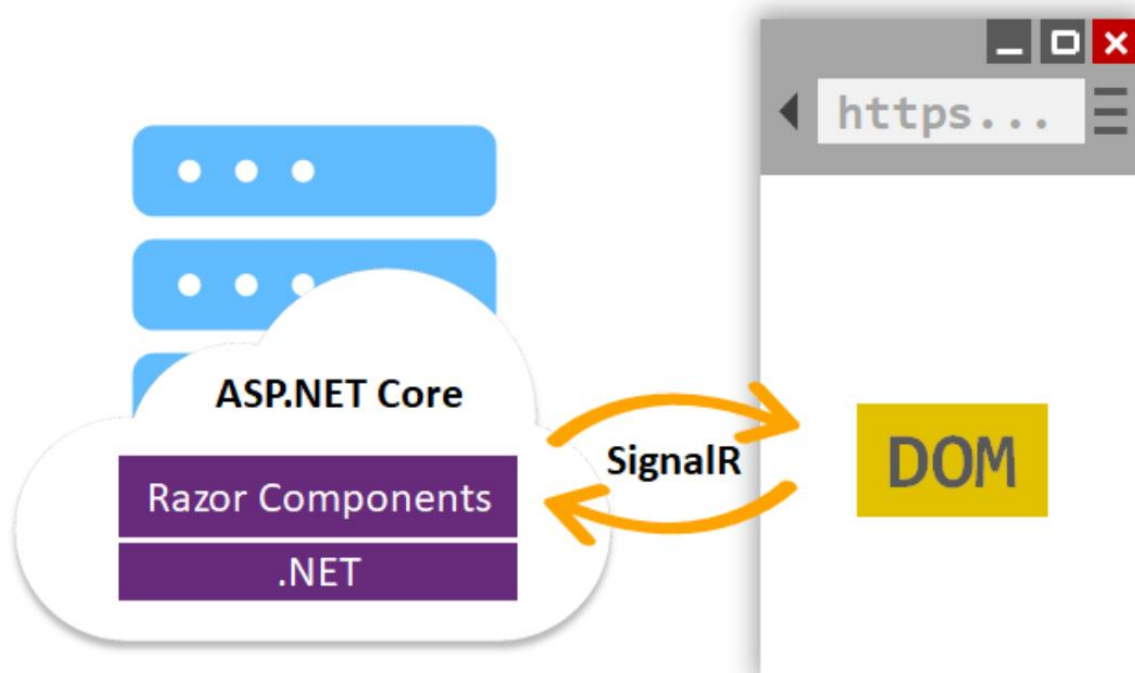 https...
ASP.NET Core
SignalR
DOM
Razor Components
.NET